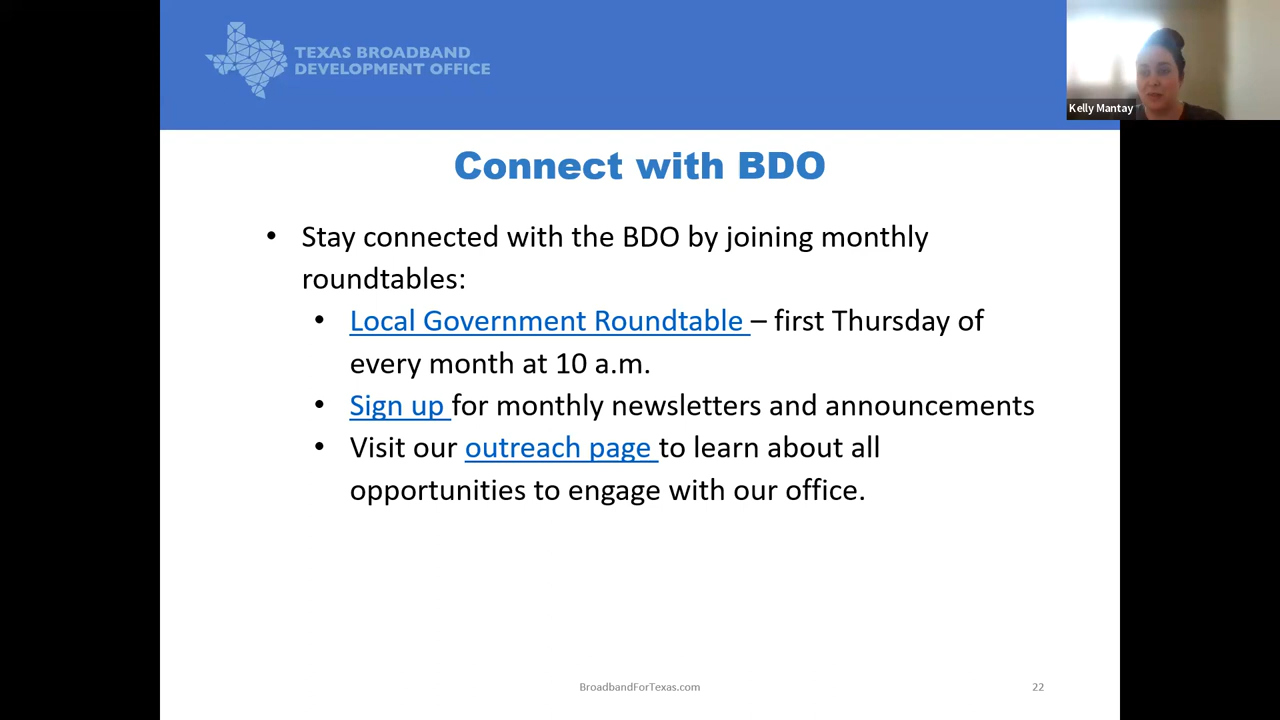 TEXAS BROADBAND
DEVELOPMENT OFFICE
Kelly Mantay
Connect with BDO
• Stay connected with the BDO by joining monthly
roundtables:
• Local Government Roundtable – first Thursday of
every month at 10 a.m.
• Sign up for monthly newsletters and announcements
• Visit our outreach page to learn about all
opportunities to engage with our office.
BroadbandForTexas.com
22